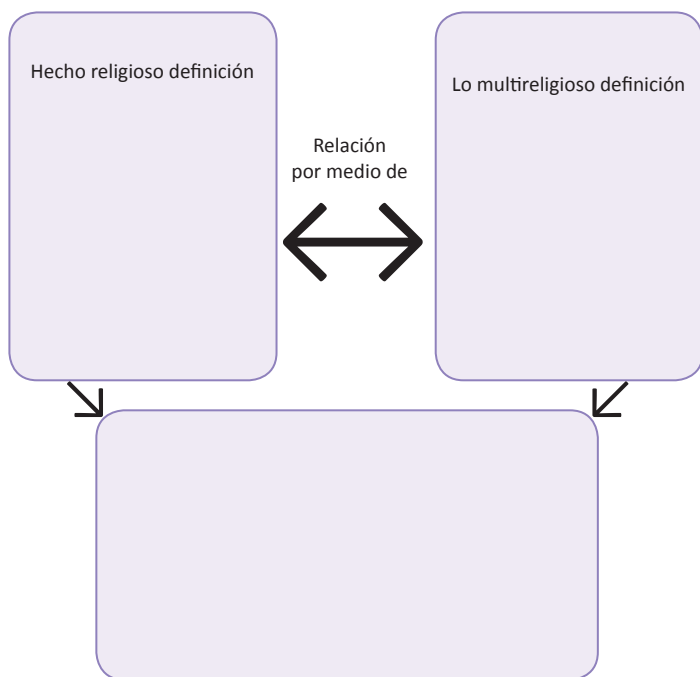 Hecho religioso definición
Lo multireligioso definición
Relación
por medio de